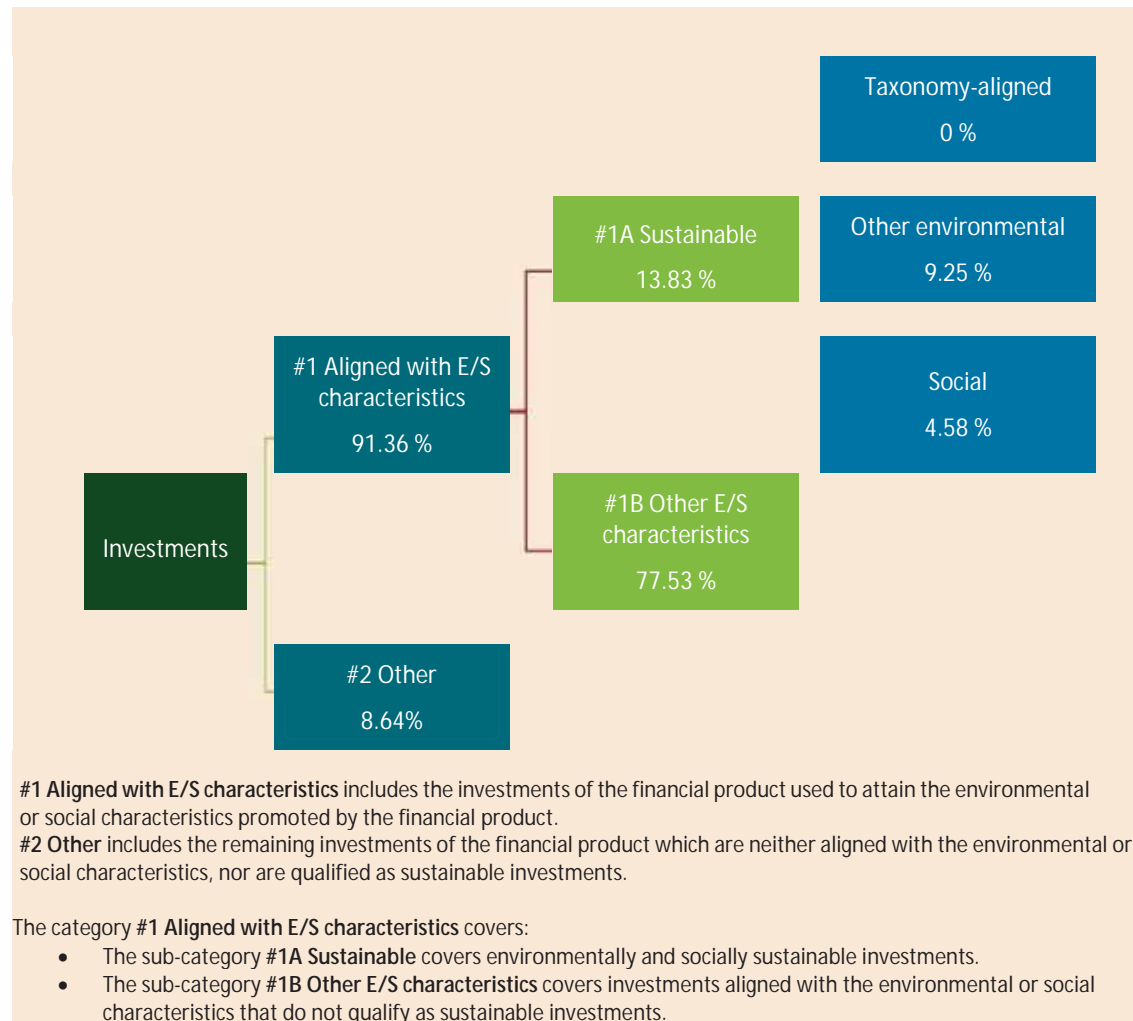 Taxonomy-aligned
0 %
#1A Sustainable
13.83 %
Other environmental
9.25 %
#1 Aligned with E/S
characteristics
91.36 %
Social
4.58 %
Investments
#1B Other E/S
characteristics
77.53 %
#2 Other
8.64%
#1 Aligned with E/S characteristics includes the investments of the financial product used to attain the environmental
or social characteristics promoted by the financial product.
#2 Other includes the remaining investments of the financial product which are neither aligned with the environmental or
social characteristics, nor are qualified as sustainable investments.
The category #1 Aligned with E/S characteristics covers:
• The sub-category #1A Sustainable covers environmentally and socially sustainable investments.
• The sub-category #1B Other E/S characteristics covers investments aligned with the environmental or social
characteristics that do not qualify as sustainable investments.